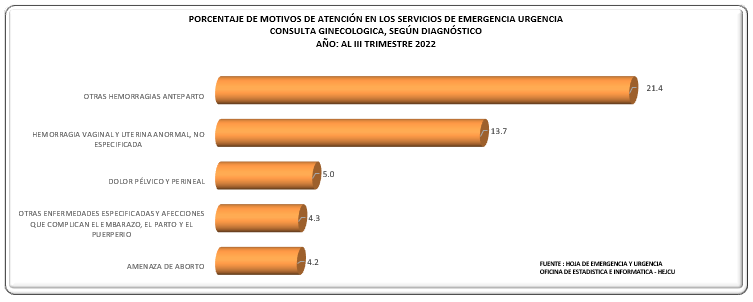 PORCENTAJE DE MOTIVOS DE ATENCIÓN EN LOS SERVICIOS DE EMERGENCIA URGENCIA
CONSULTA GINECOLOGICA, SEGÚN DIAGNÓSTICO
AÑO: AL III TRIMESTRE 2022
OTRAS HEMORRAGIAS ANTEPARTO
21.4
HEMORRAGIA VAGINAL Y UTERINA ANORMAL, NO
ESPECIFICADA
13.7
DOLOR PÉLVICO Y PERINEAL
5.0
OTRAS ENFERMEDADES ESPECIFICADAS Y AFECCIONES
QUE COMPLICAN EL EMBARAZO, EL PARTO Y EL
PUERPERIO
4.3
AMENAZA DE ABORTO
4.2
FUENTE : HOJA DE EMERGENCIA Y URGENCIA
OFICINA DE ESTADISTICA E INFORMATICA - HEJCU